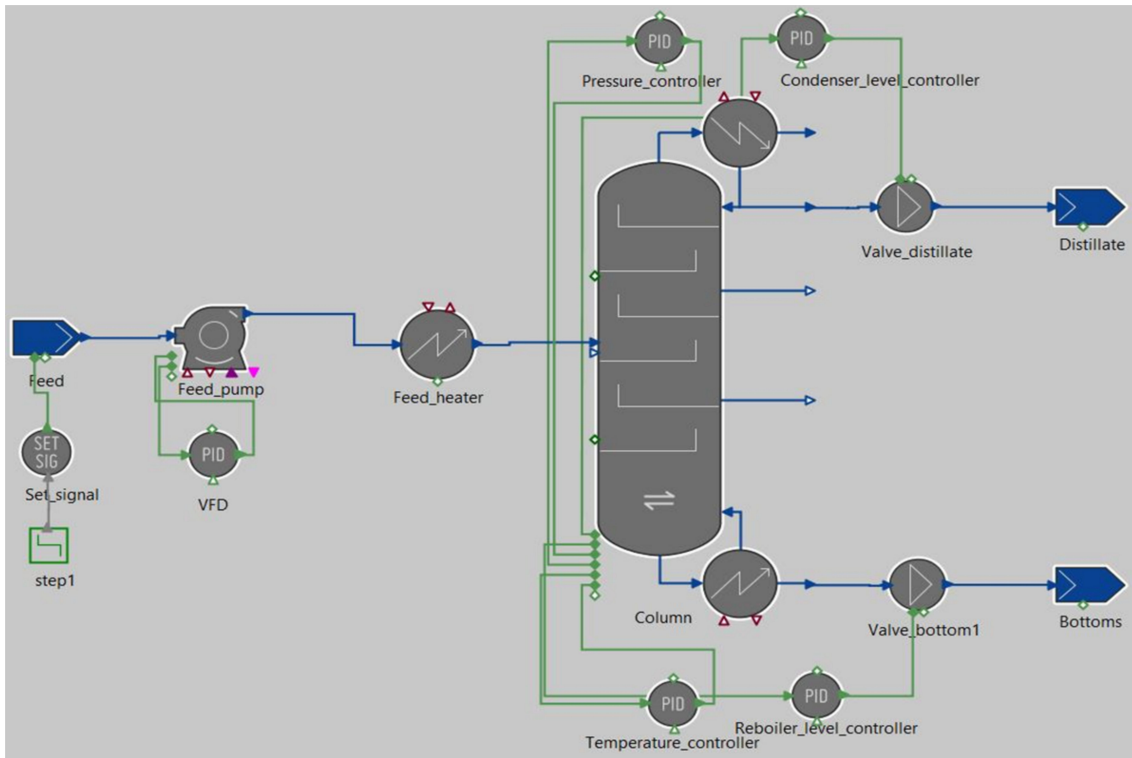 PID
Pressure_controller
PID
Condenser_level_controller
Valve_distillate
Distillate
Feed
Feed_pump
Feed_heater
SET
SIG
Set_signal
PID
VFD
step1
Column
Valve_bottom1
Bottoms
PID
Temperature_controller
PID
Reboiler_level_controller